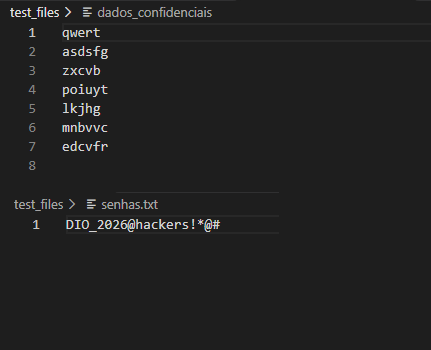 test_files > dados_confidenciais
1 qwert
2 asdsfg
3 zxcvb
4 poiuyt
5 lkjhg
6 mnbvvc
7 edcvfr
8
test_files > senhas.txt
1 DIO_2026@hackers!*@#